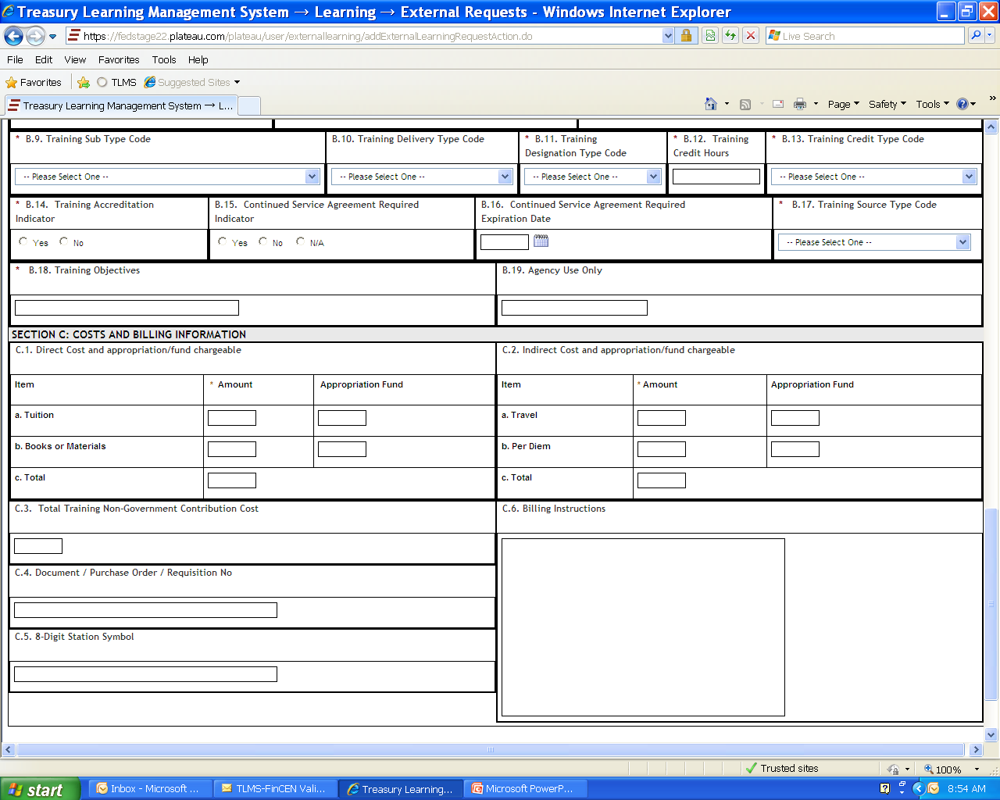 Treasury Learning Management System → Learning → External Requests - Windows Internet Explorer
https://fedstage22.plateau.com/plateau/user/externallearning/addExternalLearningRequestAction.do
Live Search
File Edit View Favorites Tools Help
Favorites TLMS Suggested Sites
Treasury Learning Management System → L...
Page Safety Tools »
* B.9. Training Sub Type Code
B.10. Training Delivery Type Code
* B.11. Training
Designation Type Code
* B.12. Training
Credit Hours
* B.13. Training Credit Type Code
-- Please Select One --
-- Please Select One --
-- Please Select One --
-- Please Select One --
* B.14. Training Accreditation
Indicator
B.15. Continued Service Agreement Required
Indicator
B.16. Continued Service Agreement Required
Expiration Date
* B.17. Training Source Type Code
Yes No
Yes No N/A
-- Please Select One --
* B.18. Training Objectives
B.19. Agency Use Only
SECTION C: COSTS AND BILLING INFORMATION
C.1. Direct Cost and appropriation/fund chargeable
C.2. Indirect Cost and appropriation/fund chargeable
Item * Amount Appropriation Fund
Item * Amount Appropriation Fund
a. Tuition
a. Travel
b. Books or Materials
b. Per Diem
c. Total
c. Total
C.3. Total Training Non-Government Contribution Cost
C.6. Billing Instructions
C.4. Document / Purchase Order / Requisition No
C.5. 8-Digit Station Symbol
Trusted sites 100%
start
Inbox - Microsoft ...
TLMS-FinCEN Vali...
Treasury Learning...
Microsoft PowerP...
8:54 AM